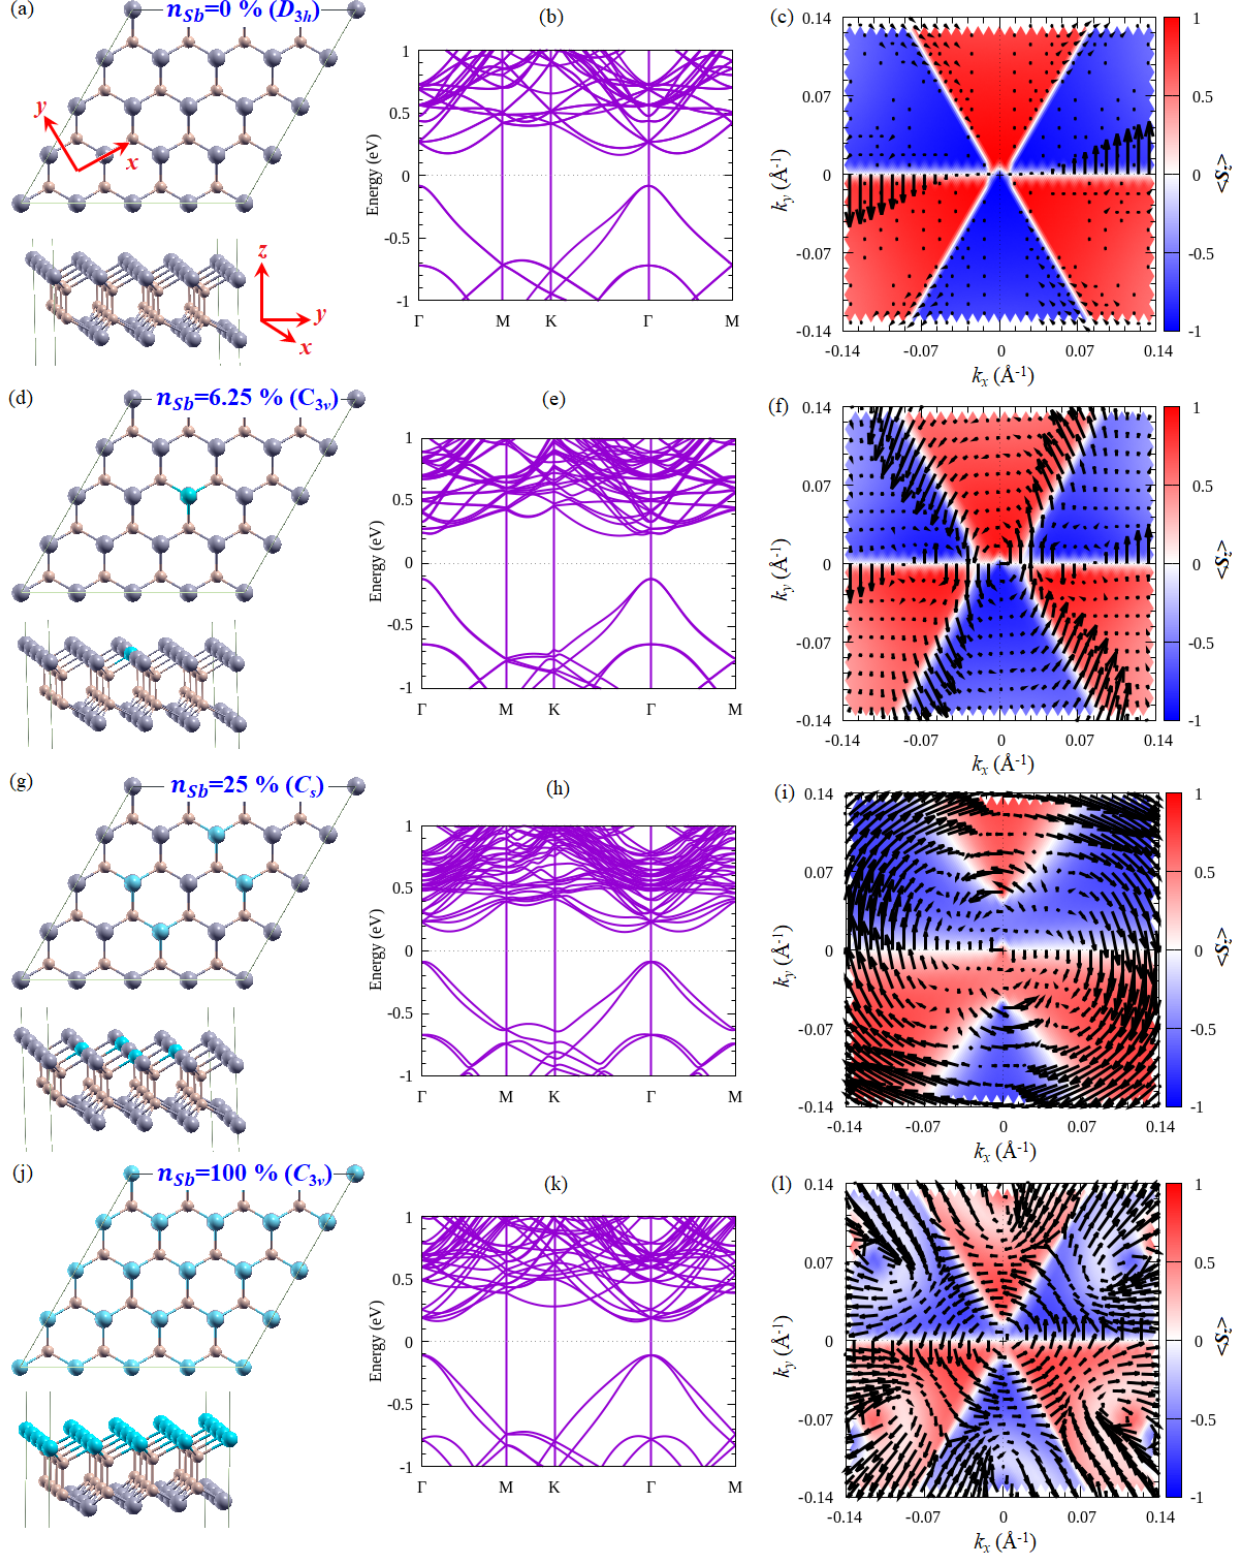 (a)
n_Sb=0 % (D_3h)
y
x
z
y
x
(b)
Energy (eV)
1
0.5
0
-0.5
-1
Γ M K Γ M
(c)
k_y (Å⁻¹)
0.14
0.07
0
-0.07
-0.14
-0.14 -0.07 0 0.07 0.14
k_x (Å⁻¹)
1
0.5
0
-0.5
-1
<S_z>
(d)
n_Sb=6.25 % (C_3v)
(e)
Energy (eV)
1
0.5
0
-0.5
-1
Γ M K Γ M
(f)
k_y (Å⁻¹)
0.14
0.07
0
-0.07
-0.14
-0.14 -0.07 0 0.07 0.14
k_x (Å⁻¹)
1
0.5
0
-0.5
-1
<S_z>
(g)
n_Sb=25 % (C_s)
(h)
Energy (eV)
1
0.5
0
-0.5
-1
Γ M K Γ M
(i)
k_y (Å⁻¹)
0.14
0.07
0
-0.07
-0.14
-0.14 -0.07 0 0.07 0.14
k_x (Å⁻¹)
1
0.5
0
-0.5
-1
<S_z>
(j)
n_Sb=100 % (C_3v)
(k)
Energy (eV)
1
0.5
0
-0.5
-1
Γ M K Γ M
(l)
k_y (Å⁻¹)
0.14
0.07
0
-0.07
-0.14
-0.14 -0.07 0 0.07 0.14
k_x (Å⁻¹)
1
0.5
0
-0.5
-1
<S_z>